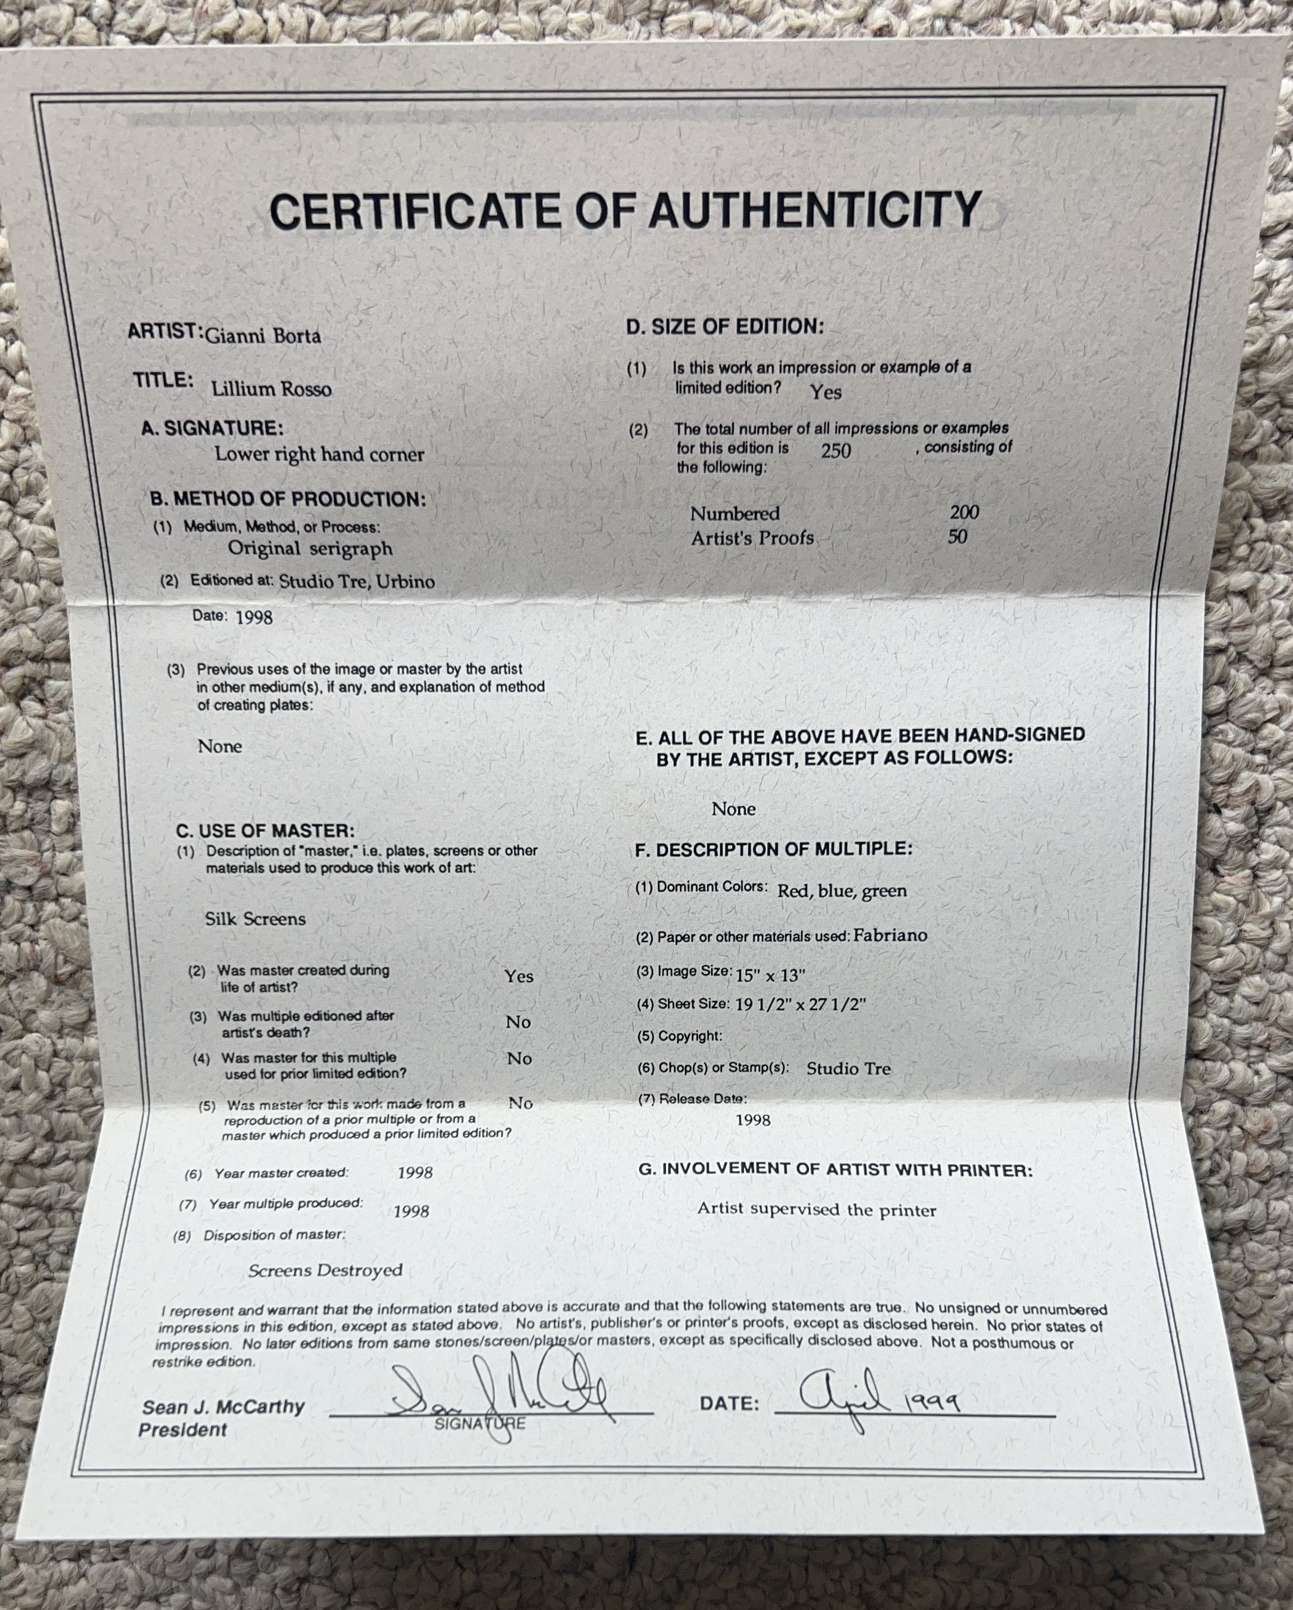 CERTIFICATE OF AUTHENTICITY
ARTIST: Gianni Borta
TITLE: Lillium Rosso
A. SIGNATURE:
Lower right hand corner
B. METHOD OF PRODUCTION:
(1) Medium, Method, or Process:
Original serigraph
(2) Editioned at: Studio Tre, Urbino
Date: 1998
(3) Previous uses of the image or master by the artist
in other medium(s), if any, and explanation of method
of creating plates:
None
C. USE OF MASTER:
(1) Description of "master," i.e. plates, screens or other
materials used to produce this work of art:
Silk Screens
(2) Was master created during Yes
life of artist?
(3) Was multiple editioned after No
artist's death?
(4) Was master for this multiple No
used for prior limited edition?
(5) Was master for this work made from a No
reproduction of a prior multiple or from a
master which produced a prior limited edition?
(6) Year master created: 1998
(7) Year multiple produced: 1998
(8) Disposition of master:
Screens Destroyed
D. SIZE OF EDITION:
(1) Is this work an impression or example of a
limited edition? Yes
(2) The total number of all impressions or examples
for this edition is 250 , consisting of
the following:
Numbered 200
Artist's Proofs 50
E. ALL OF THE ABOVE HAVE BEEN HAND-SIGNED
BY THE ARTIST, EXCEPT AS FOLLOWS:
None
F. DESCRIPTION OF MULTIPLE:
(1) Dominant Colors: Red, blue, green
(2) Paper or other materials used: Fabriano
(3) Image Size: 15" x 13"
(4) Sheet Size: 19 1/2" x 27 1/2"
(5) Copyright:
(6) Chop(s) or Stamp(s): Studio Tre
(7) Release Date:
1998
G. INVOLVEMENT OF ARTIST WITH PRINTER:
Artist supervised the printer
I represent and warrant that the information stated above is accurate and that the following statements are true. No unsigned or unnumbered
impressions in this edition, except as stated above. No artist's, publisher's or printer's proofs, except as disclosed herein. No prior states of
impression. No later editions from same stones/screen/plates/or masters, except as specifically disclosed above. Not a posthumous or
restrike edition.
Sean J. McCarthy Sean J McCarthy DATE: April 1999
President SIGNATURE